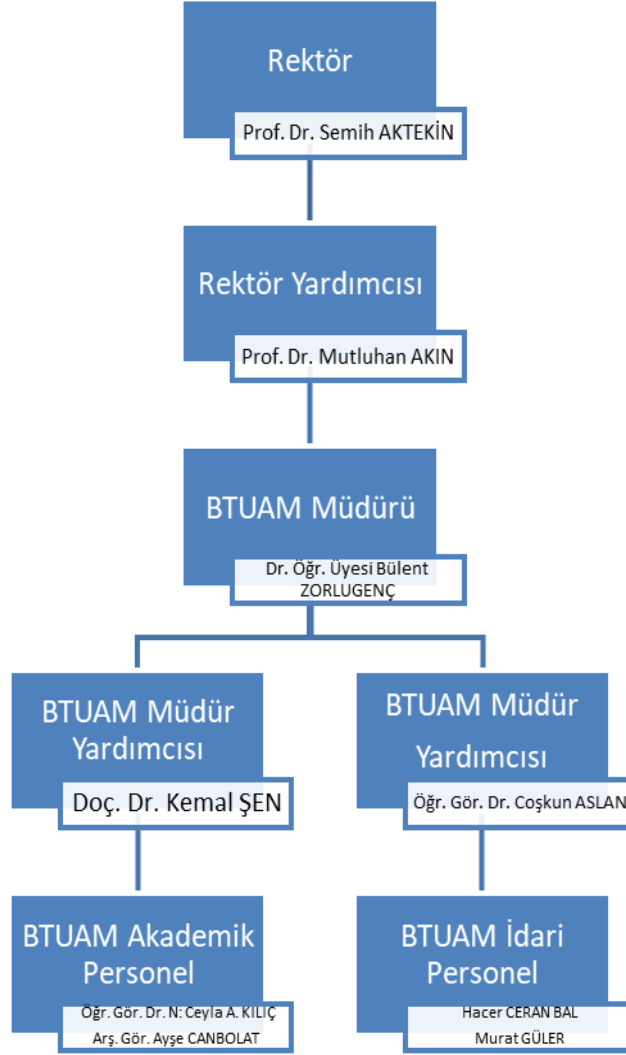 Rektör
Prof. Dr. Semih AKTEKİN
Rektör Yardımcısı
Prof. Dr. Mutluhan AKIN
BTUAM Müdürü
Dr. Öğr. Üyesi Bülent
ZORLUGENÇ
BTUAM Müdür
Yardımcısı
Doç. Dr. Kemal ŞEN
BTUAM Müdür
Yardımcısı
Öğr. Gör. Dr. Coşkun ASLAN
BTUAM Akademik
Personel
Öğr. Gör. Dr. N: Ceyla A. KILIÇ
Arş. Gör. Ayşe CANBOLAT
BTUAM İdari
Personel
Hacer CERAN BAL
Murat GÜLER